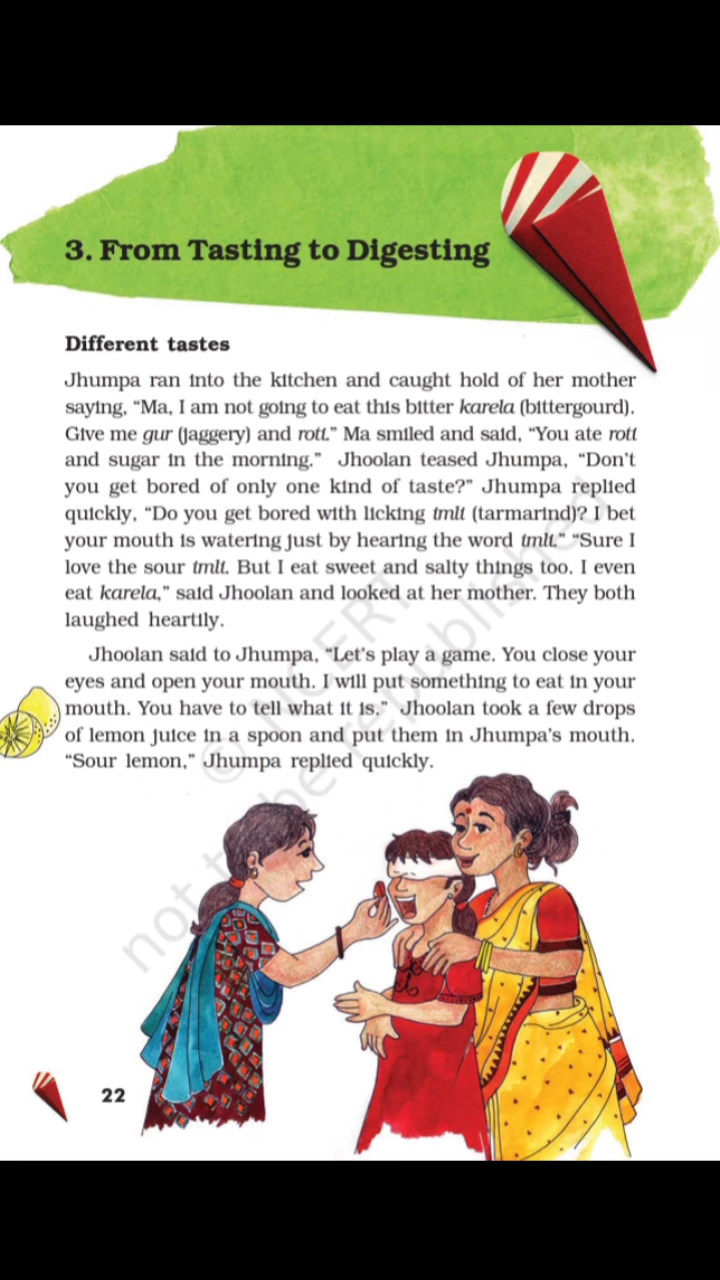 3. From Tasting to Digesting
Different tastes
Jhumpa ran into the kitchen and caught hold of her mother
saying, “Ma, I am not going to eat this bitter karela (bittergourd).
Give me gur (jaggery) and roti.” Ma smiled and said, “You ate roti
and sugar in the morning.” Jhoolan teased Jhumpa, “Don't
you get bored of only one kind of taste?” Jhumpa replied
quickly, “Do you get bored with licking imli (tarmarind)? I bet
your mouth is watering just by hearing the word imli.” “Sure I
love the sour imli. But I eat sweet and salty things too. I even
eat karela,” said Jhoolan and looked at her mother. They both
laughed heartily.
Jhoolan said to Jhumpa, “Let’s play a game. You close your
eyes and open your mouth. I will put something to eat in your
mouth. You have to tell what it is.” Jhoolan took a few drops
of lemon juice in a spoon and put them in Jhumpa's mouth.
“Sour lemon,” Jhumpa replied quickly.
© NCERT
not to be republished
22